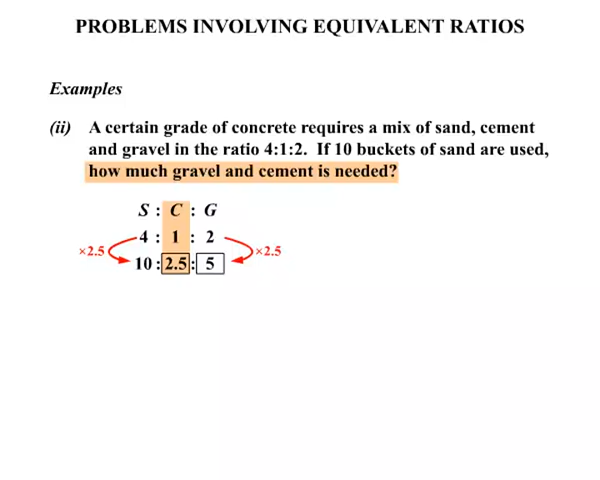 PROBLEMS INVOLVING EQUIVALENT RATIOS
Examples
(ii) A certain grade of concrete requires a mix of sand, cement
and gravel in the ratio 4:1:2. If 10 buckets of sand are used,
how much gravel and cement is needed?
S : C : G
4 : 1 : 2
×2.5 ×2.5
10 : 2.5 : 5